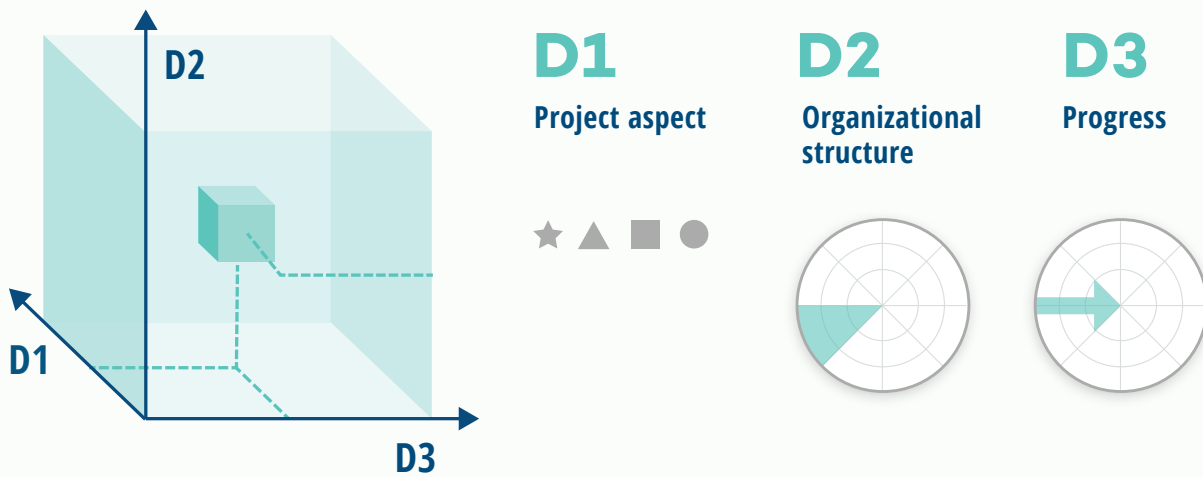 D2
D1
D3
D1
Project aspect
D2
Organizational
structure
D3
Progress